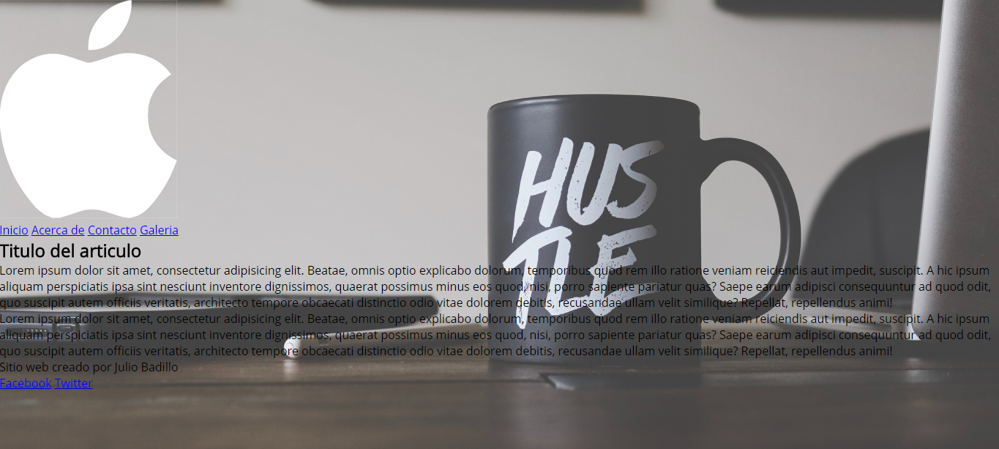 HUS
TLE
Inicio Acerca de Contacto Galeria
Titulo del articulo
Lorem ipsum dolor sit amet, consectetur adipisicing elit. Beatae, omnis optio explicabo dolorum, temporibus quod rem illo ratione veniam reiciendis aut impedit, suscipit. A hic ipsum
aliquam perspiciatis ipsa sint nesciunt inventore dignissimos, quaerat possimus minus eos quod, nisi, porro sapiente pariatur quas? Saepe earum adipisci consequuntur ad quod odit,
quo suscipit autem officiis veritatis, architecto tempore obcaecati distinctio odio vitae dolorem debitis, recusandae ullam velit similique? Repellat, repellendus animi!
Lorem ipsum dolor sit amet, consectetur adipisicing elit. Beatae, omnis optio explicabo dolorum, temporibus quod rem illo ratione veniam reiciendis aut impedit, suscipit. A hic ipsum
aliquam perspiciatis ipsa sint nesciunt inventore dignissimos, quaerat possimus minus eos quod, nisi, porro sapiente pariatur quas? Saepe earum adipisci consequuntur ad quod odit,
quo suscipit autem officiis veritatis, architecto tempore obcaecati distinctio odio vitae dolorem debitis, recusandae ullam velit similique? Repellat, repellendus animi!
Sitio web creado por Julio Badillo
Facebook Twitter